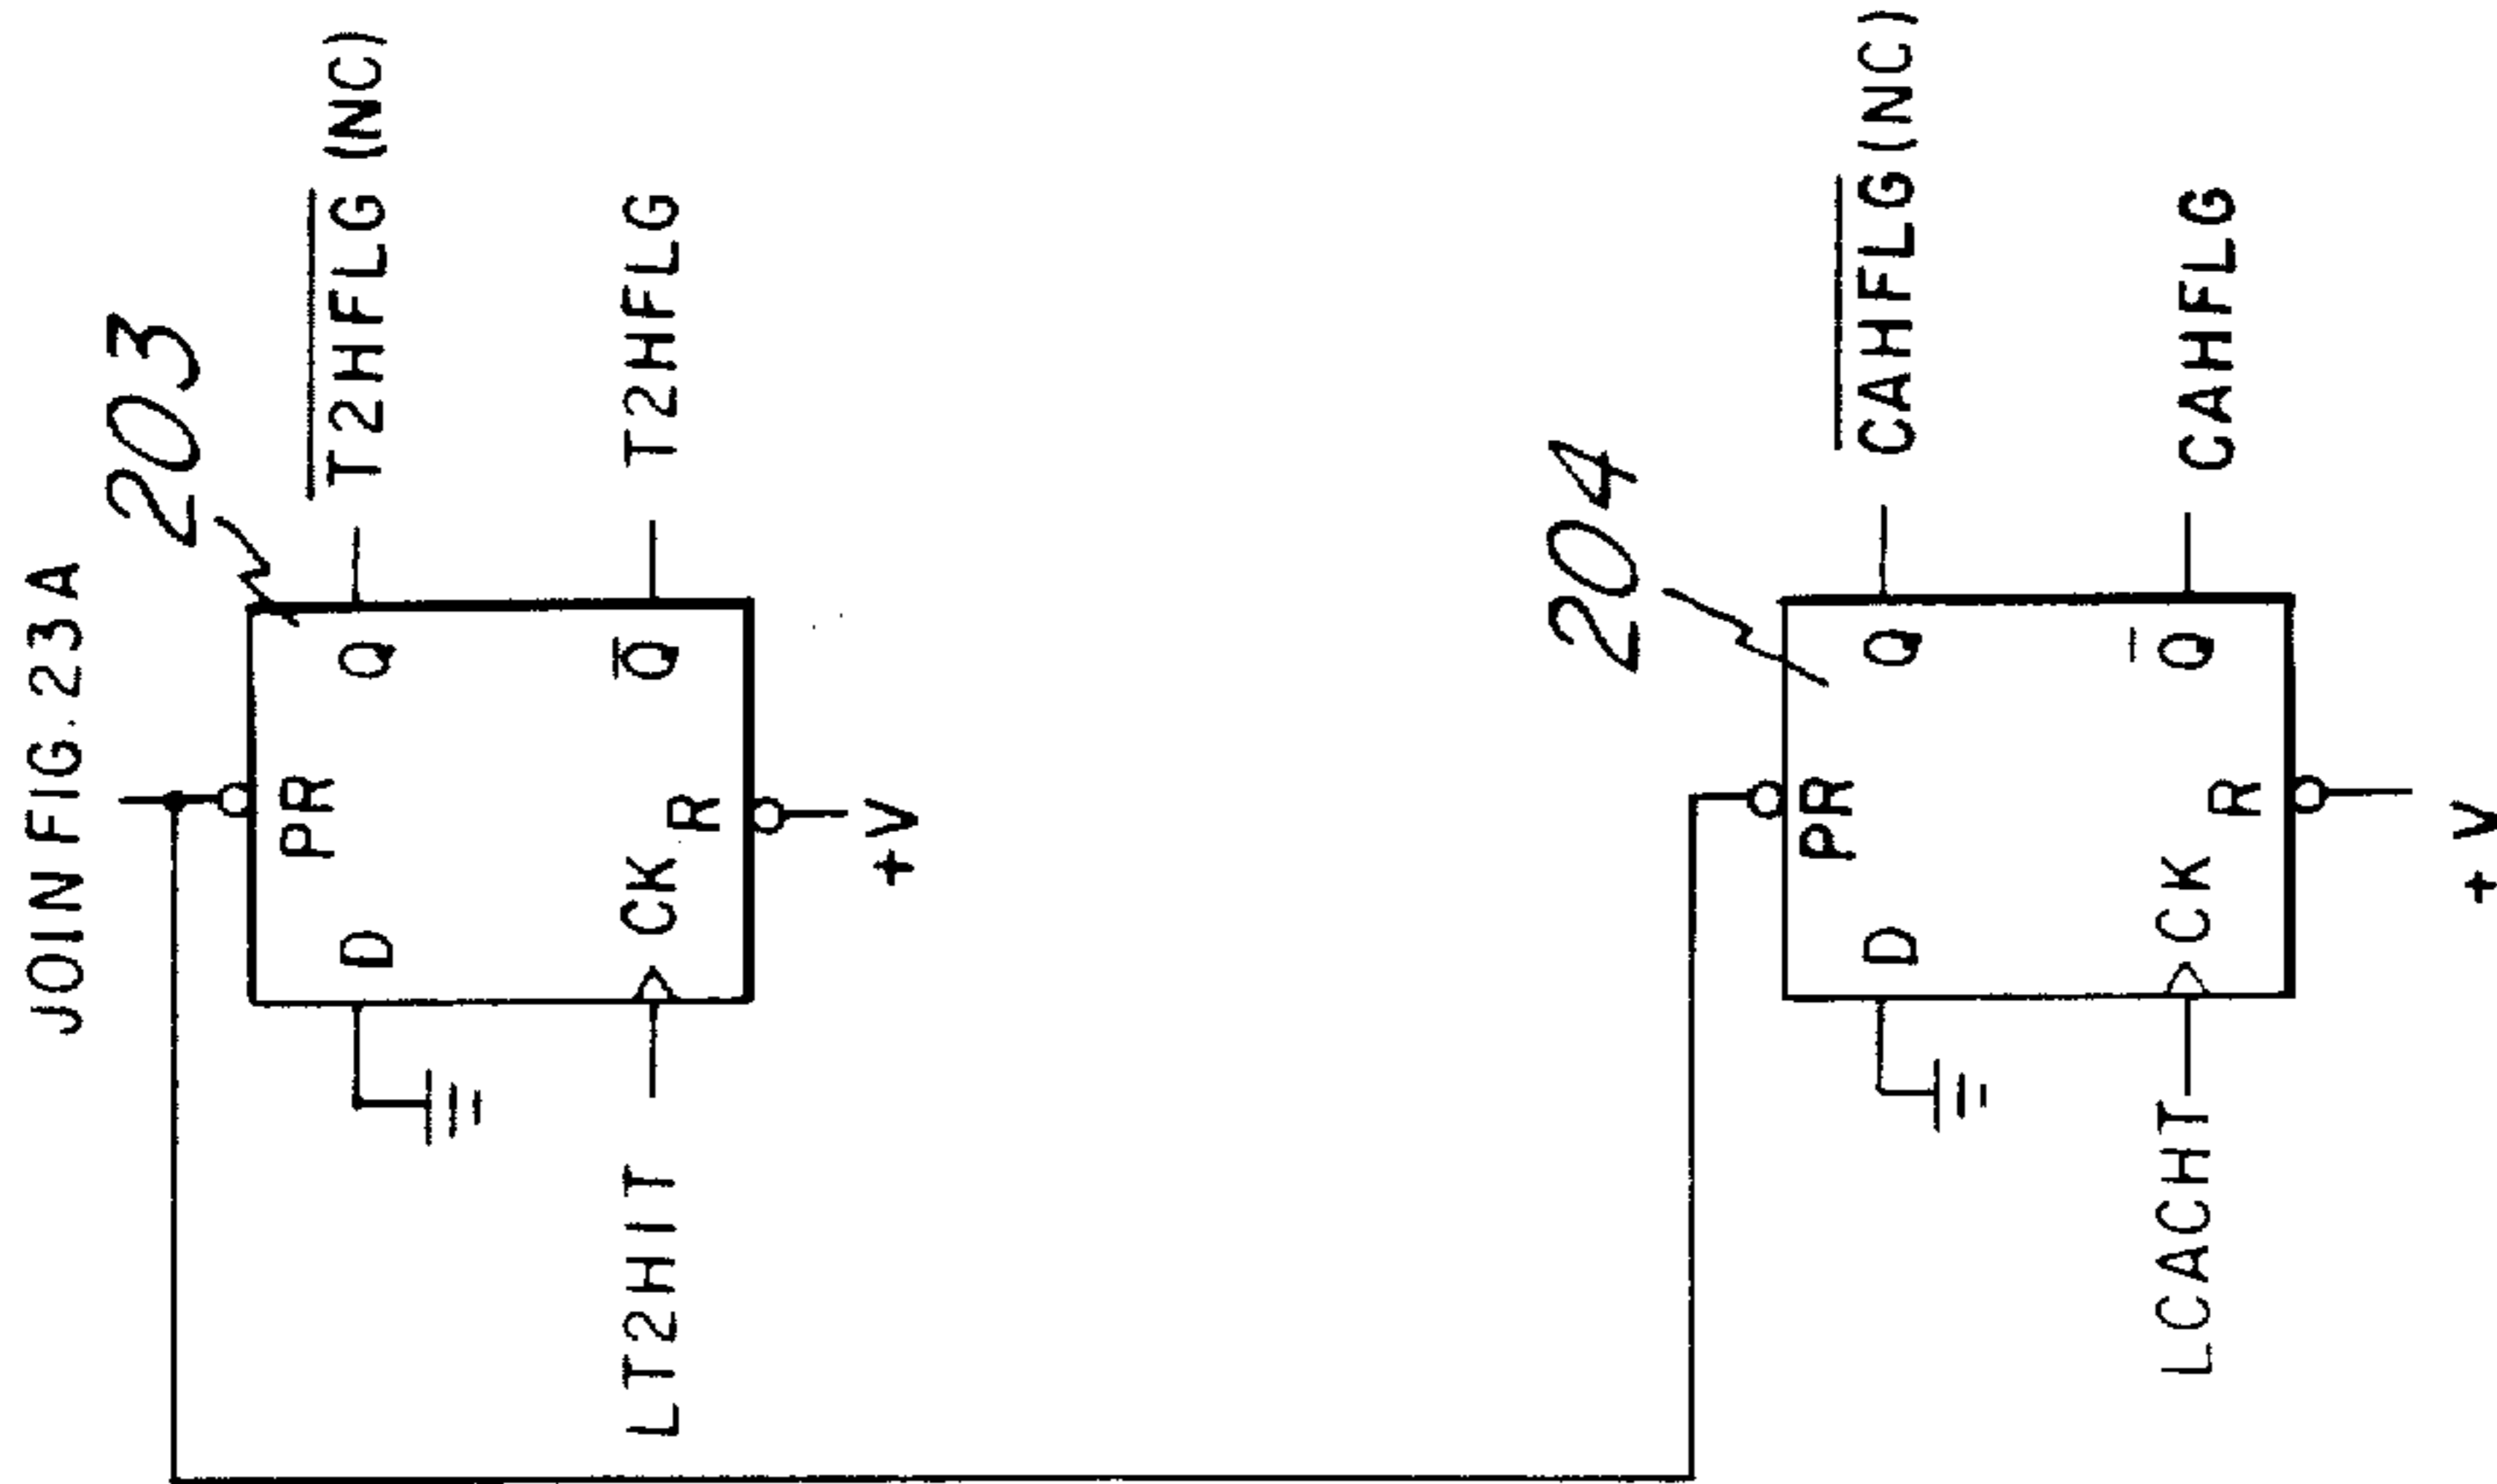 JOIN FIG. 23A
203
PR
D
Q
T2HFLG (NC)
LT2HIT
CK
Q
T2HFLG
R
+V
204
PR
D
Q
CAHFLG (NC)
LCACHT
CK
Q
CAHFLG
R
+V